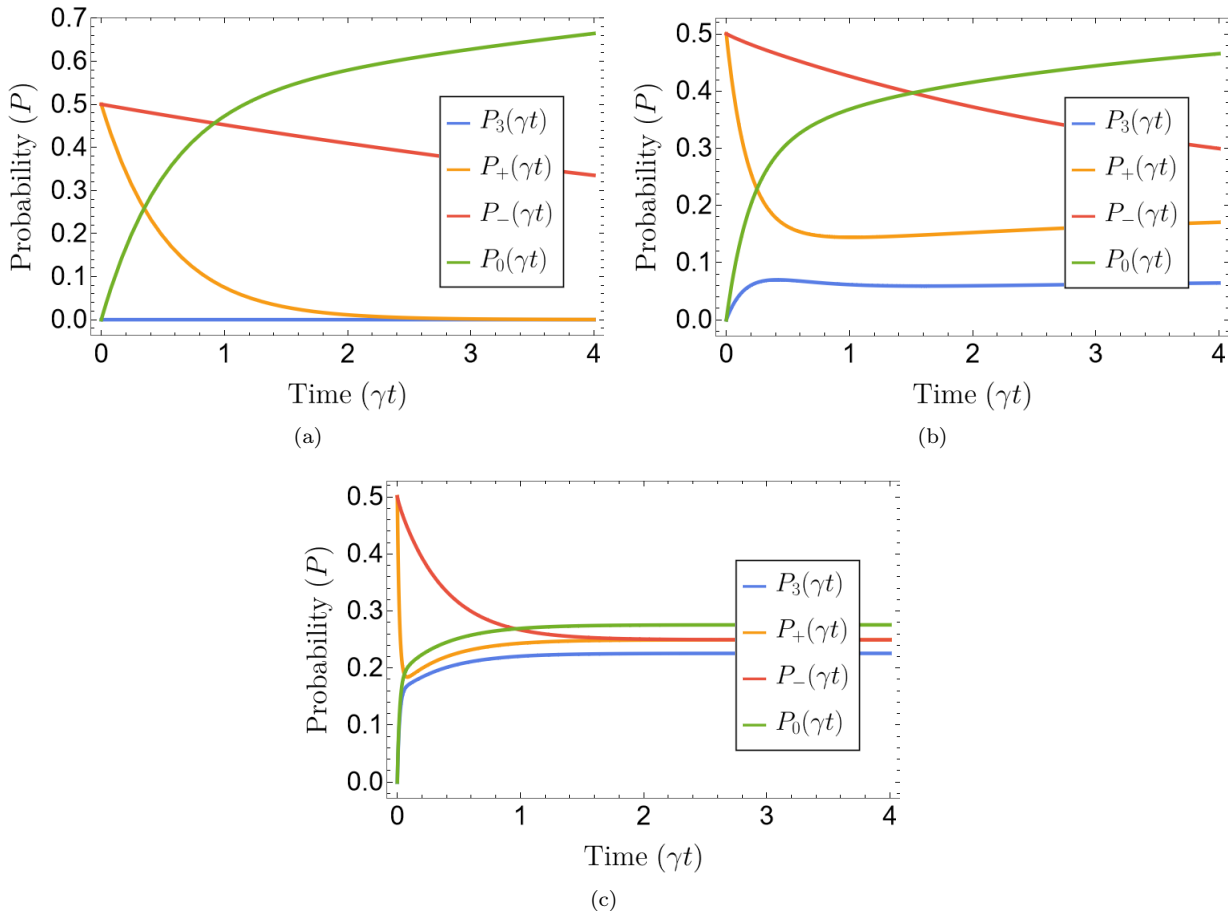 0.7
0.6
0.5
0.4
0.3
0.2
0.1
0.0
Probability (P)
0 1 2 3 4
Time (γt)
P₃(γt)
P₊(γt)
P₋(γt)
P₀(γt)
(a)
0.5
0.4
0.3
0.2
0.1
0.0
Probability (P)
0 1 2 3 4
Time (γt)
P₃(γt)
P₊(γt)
P₋(γt)
P₀(γt)
(b)
0.5
0.4
0.3
0.2
0.1
0.0
Probability (P)
0 1 2 3 4
Time (γt)
P₃(γt)
P₊(γt)
P₋(γt)
P₀(γt)
(c)